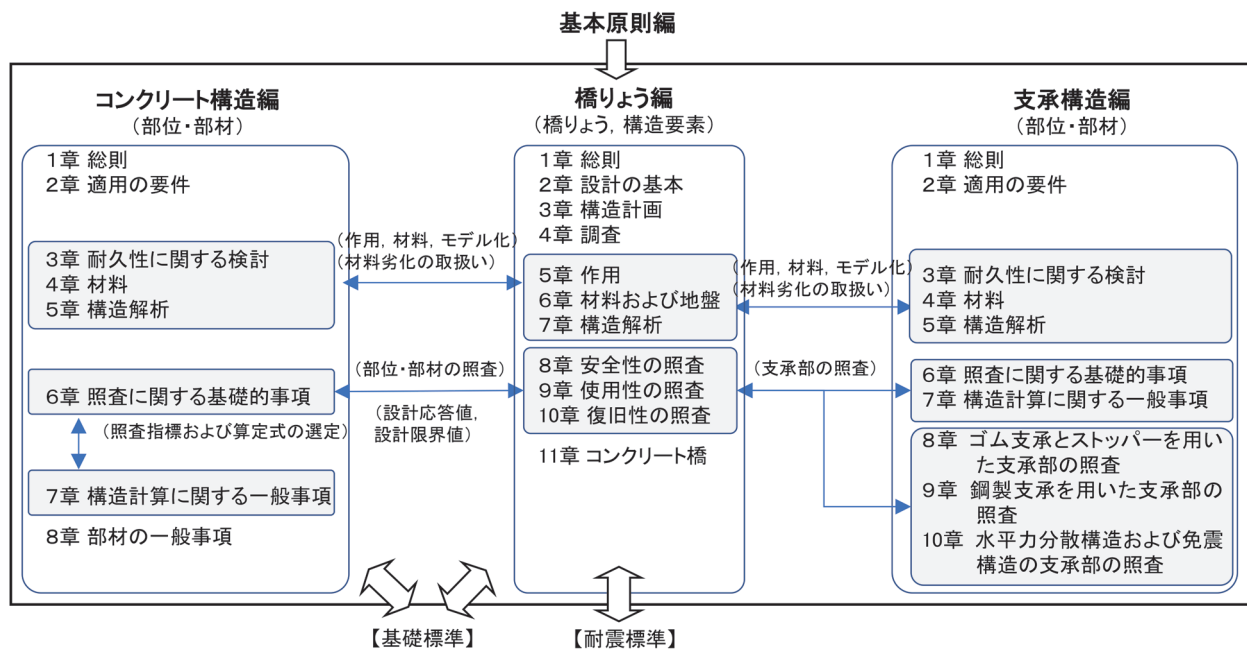 基本原則編
コンクリート構造編
（部位・部材）
1章 総則
2章 適用の要件
3章 耐久性に関する検討
4章 材料
5章 構造解析
6章 照査に関する基礎的事項
（照査指標および算定式の選定）
7章 構造計算に関する一般事項
8章 部材の一般事項
（作用，材料，モデル化）
（材料劣化の取扱い）
（部位・部材の照査）
（設計応答値，
設計限界値）
橋りょう編
（橋りょう，構造要素）
1章 総則
2章 設計の基本
3章 構造計画
4章 調査
5章 作用
6章 材料および地盤
7章 構造解析
8章 安全性の照査
9章 使用性の照査
10章 復旧性の照査
11章 コンクリート橋
（作用，材料，モデル化）
（材料劣化の取扱い）
（支承部の照査）
支承構造編
（部位・部材）
1章 総則
2章 適用の要件
3章 耐久性に関する検討
4章 材料
5章 構造解析
6章 照査に関する基礎的事項
7章 構造計算に関する一般事項
8章 ゴム支承とストッパーを用い
た支承部の照査
9章 鋼製支承を用いた支承部の
照査
10章 水平力分散構造および免震
構造の支承部の照査
【基礎標準】
【耐震標準】